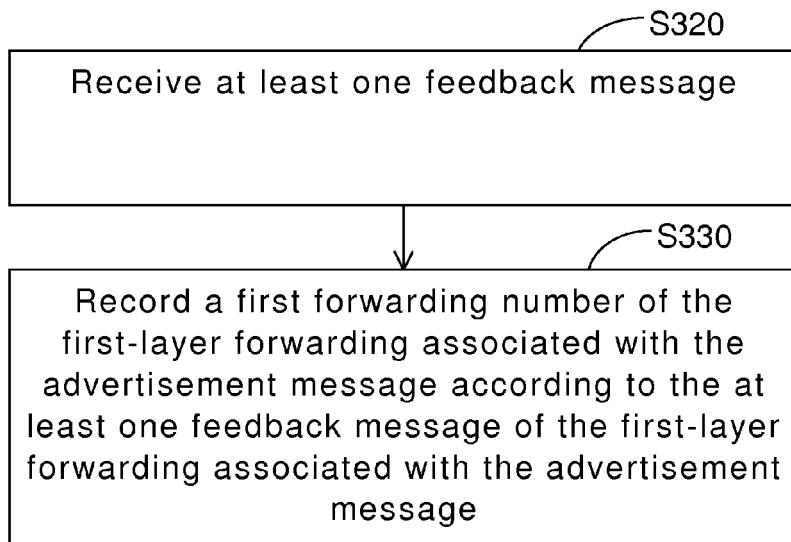 S320
Receive at least one feedback message
S330
Record a first forwarding number of the
first-layer forwarding associated with the
advertisement message according to the at
least one feedback message of the first-layer
forwarding associated with the advertisement
message